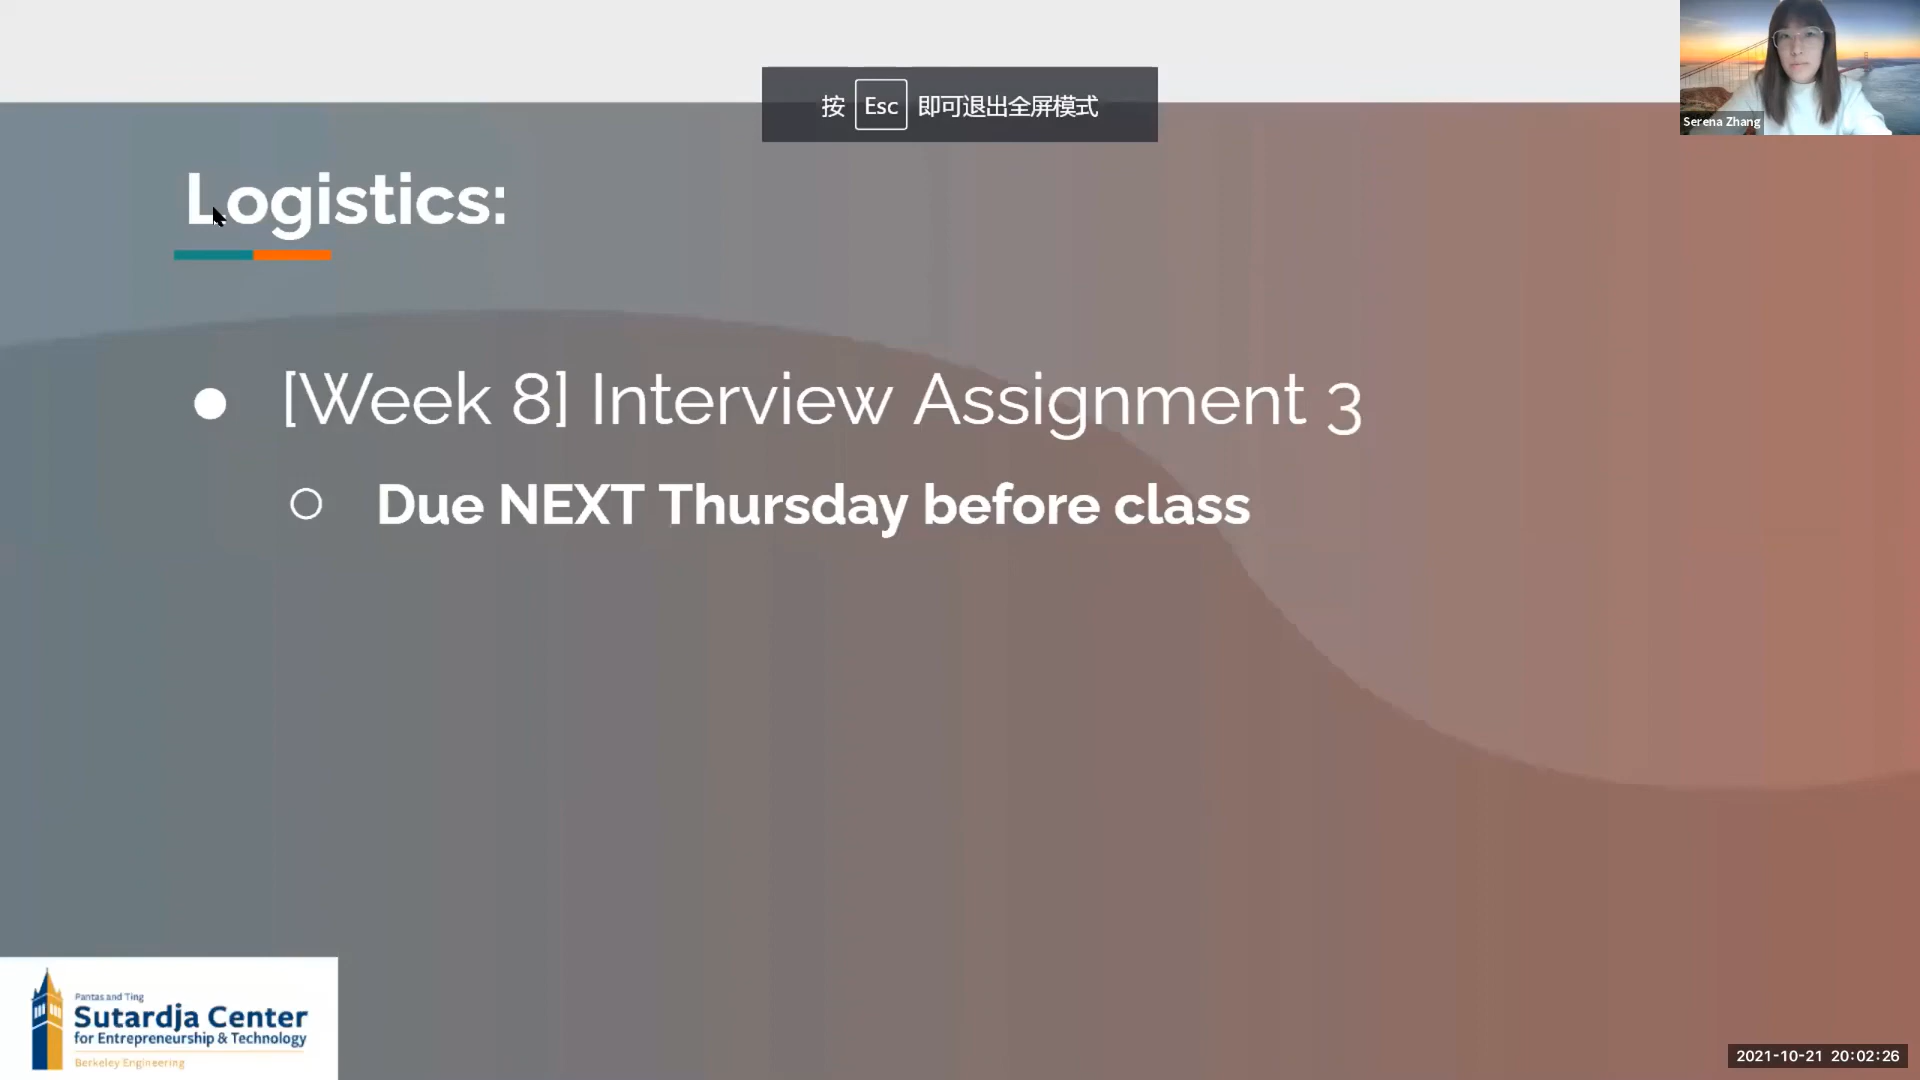 按 Esc 即可退出全屏模式
Serena Zhang
Logistics:
[Week 8] Interview Assignment 3
Due NEXT Thursday before class
Pantas and Ting
Sutardja Center
for Entrepreneurship & Technology
Berkeley Engineering
2021-10-21 20:02:26